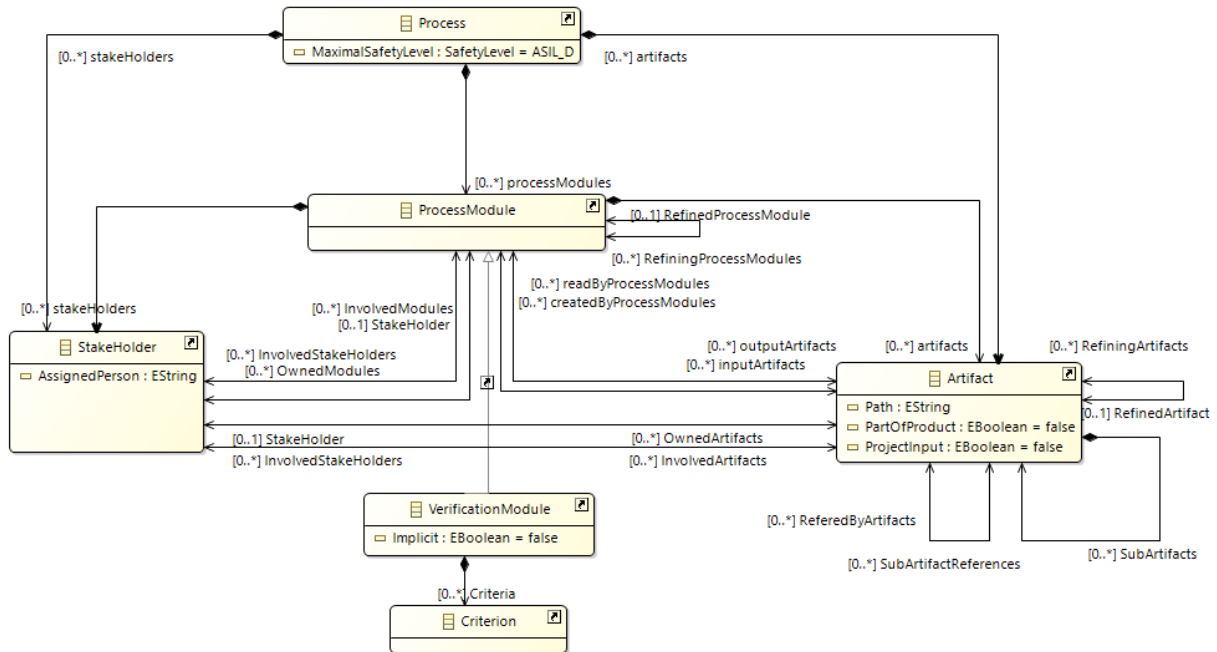 Process
MaximalSafetyLevel : SafetyLevel = ASIL_D
[0..*] stakeHolders
[0..*] artifacts
[0..*] processModules
ProcessModule
[0..1] RefinedProcessModule
[0..*] RefiningProcessModules
[0..*] readByProcessModules
[0..*] createdByProcessModules
[0..*] stakeHolders
[0..*] InvolvedModules
[0..1] StakeHolder
StakeHolder
AssignedPerson : EString
[0..*] InvolvedStakeHolders
[0..*] OwnedModules
[0..*] outputArtifacts
[0..*] inputArtifacts
[0..*] artifacts
[0..*] RefiningArtifacts
Artifact
Path : EString
PartOfProduct : EBoolean = false
ProjectInput : EBoolean = false
[0..1] RefinedArtifact
[0..1] StakeHolder
[0..*] OwnedArtifacts
[0..*] InvolvedStakeHolders
[0..*] InvolvedArtifacts
VerificationModule
Implicit : EBoolean = false
[0..*] ReferedByArtifacts
[0..*] SubArtifacts
[0..*] SubArtifactReferences
[0..*] Criteria
Criterion